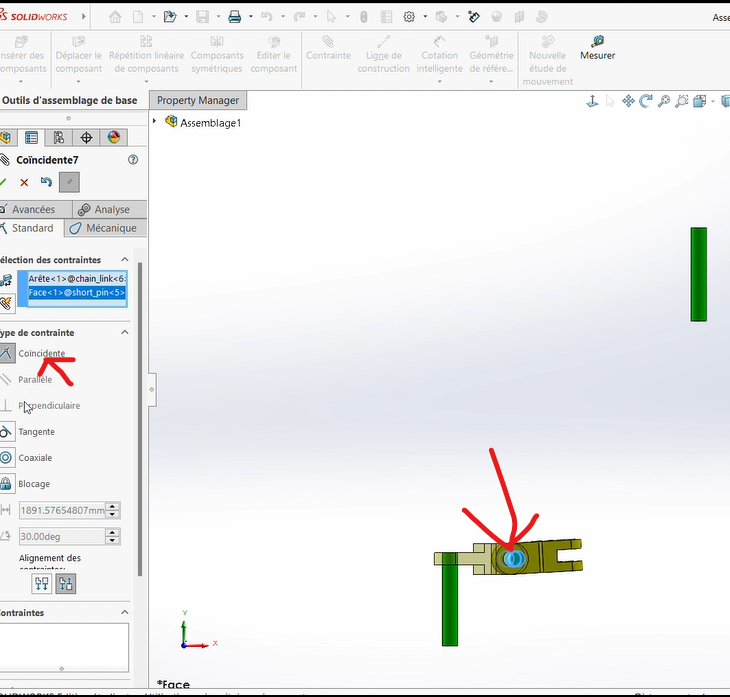 SOLIDWORKS
Asse
nsérer des composants
Déplacer le composant
Répétition linéaire de composants
Composants symétriques
Editer le composant
Contrainte
Ligne de construction
Cotation intelligente
Géométrie de référe...
Nouvelle étude de mouvement
Mesurer
Outils d'assemblage de base
Property Manager
Assemblage1
Coïncidente7
Avancées
Analyse
Standard
Mécanique
élection des contraintes
Arête<1>@chain_link<6:
Face<1>@short_pin<5>
ype de contrainte
Coïncidente
Parallèle
Perpendiculaire
Tangente
Coaxiale
Blocage
1891.57654807mm
30.00deg
Alignement des
contraintes:
ontraintes
Y
X
*Face